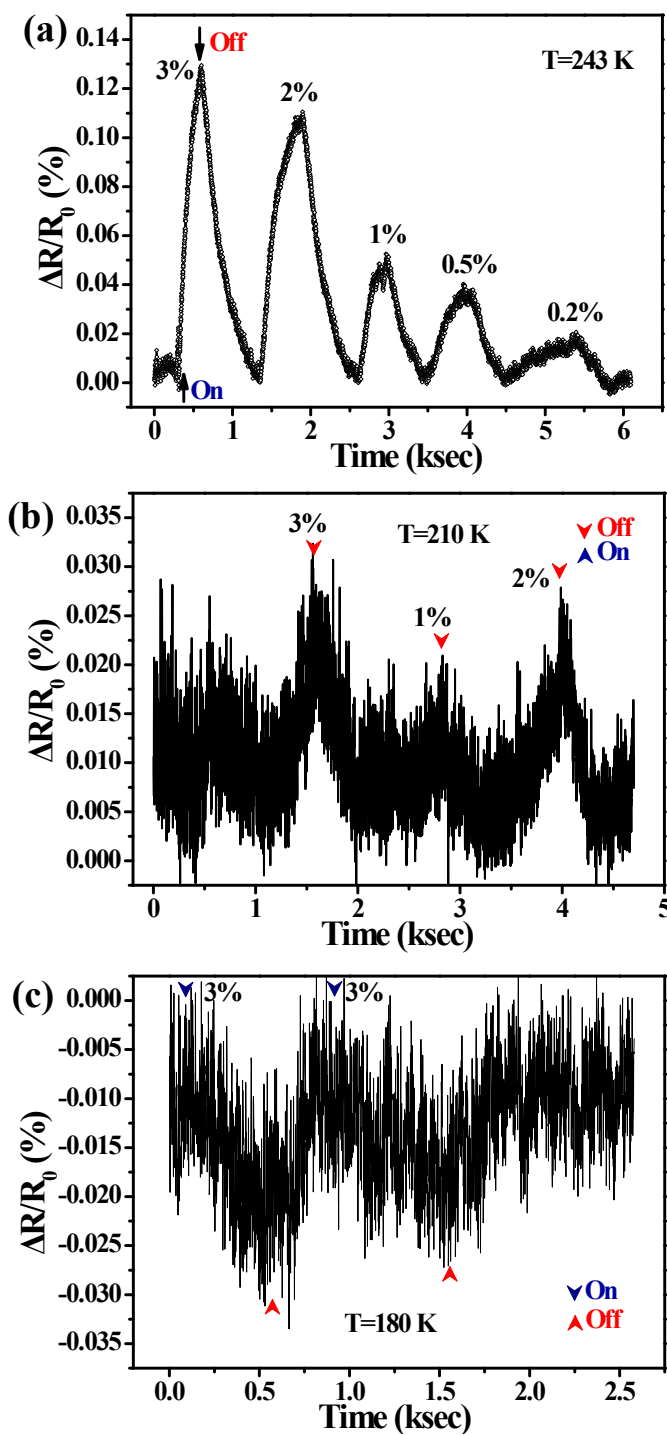 (a)
0.14
0.12
0.10
0.08
0.06
0.04
0.02
0.00
ΔR/R0 (%)
Off
3%
2%
1%
0.5%
0.2%
T=243 K
On
0 1 2 3 4 5 6
Time (ksec)
(b)
0.035
0.030
0.025
0.020
0.015
0.010
0.005
0.000
ΔR/R0 (%)
3%
T=210 K
Off
On
1%
2%
0 1 2 3 4 5
Time (ksec)
(c)
0.000
-0.005
-0.010
-0.015
-0.020
-0.025
-0.030
-0.035
ΔR/R0 (%)
3%
3%
On
Off
T=180 K
0.0 0.5 1.0 1.5 2.0 2.5
Time (ksec)